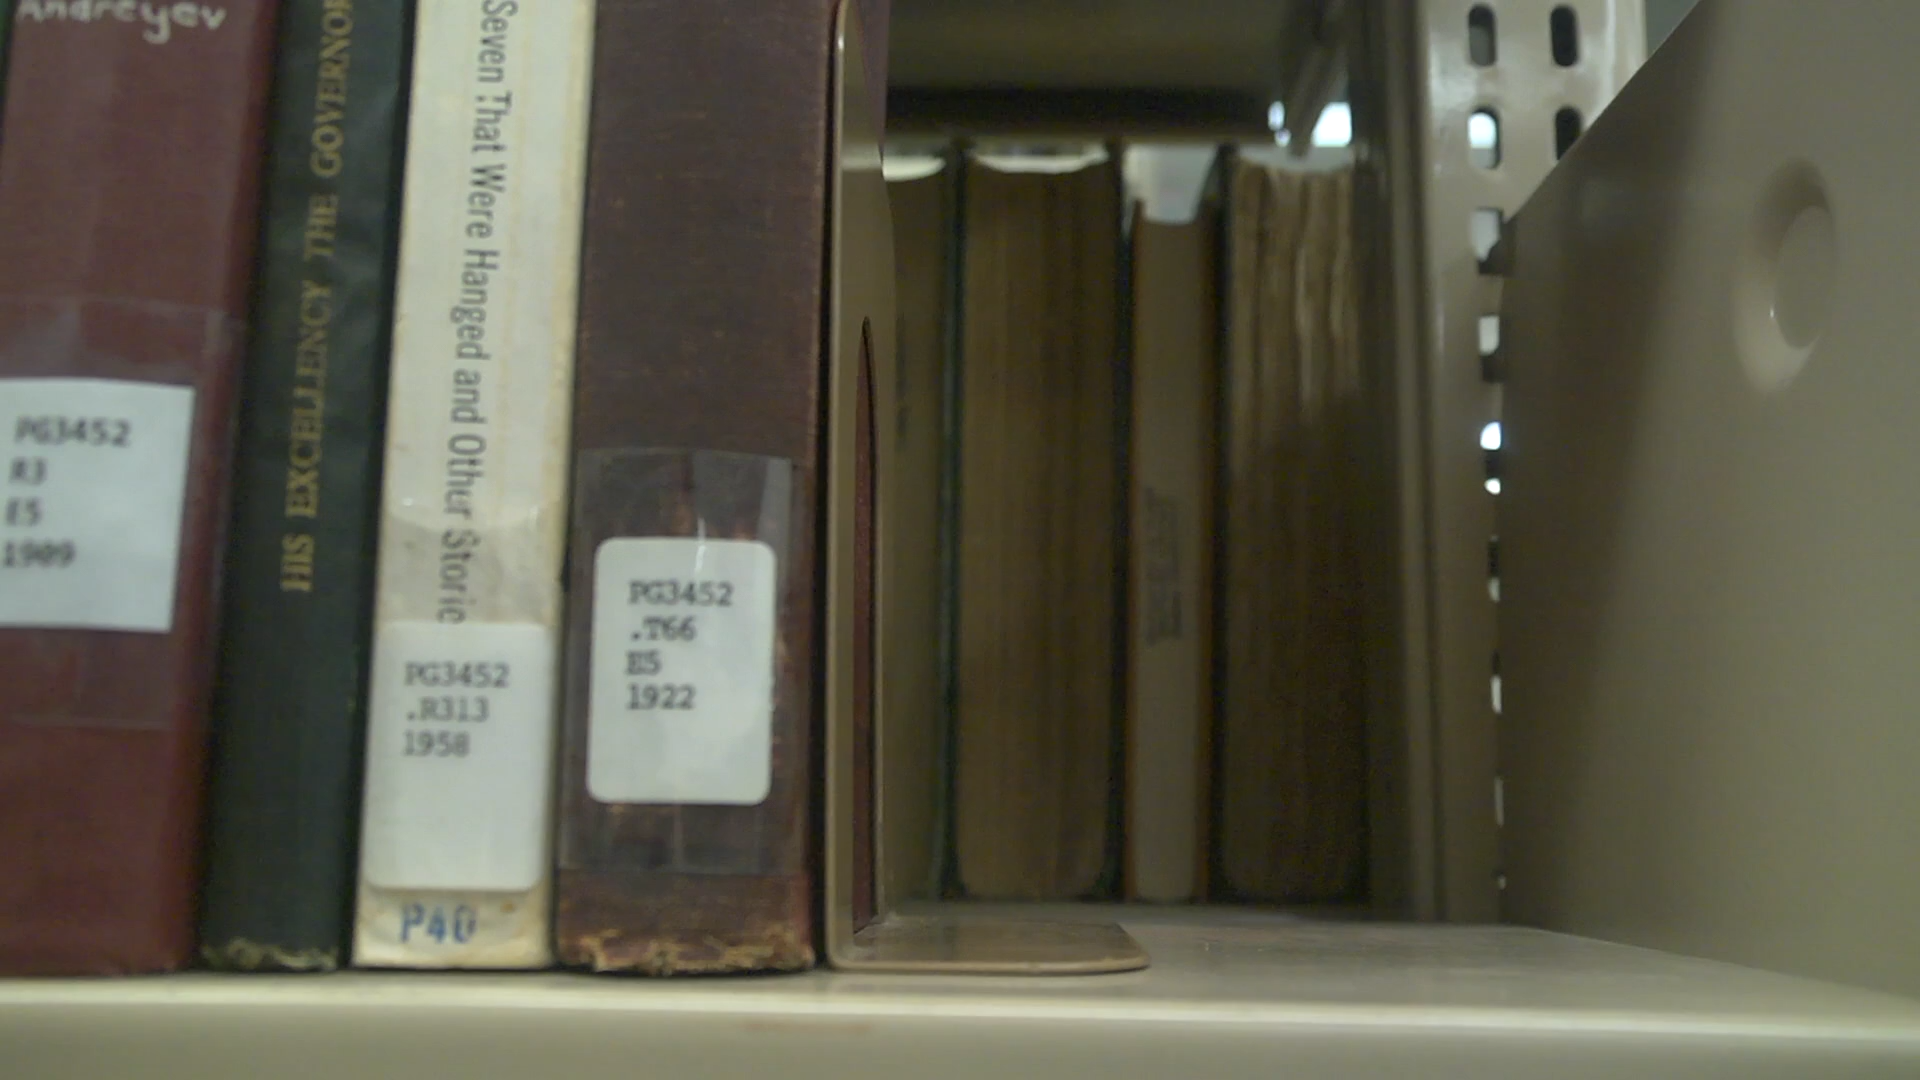 Andreyev
PG3452
R3
E5
1909
HIS EXCELLENCY THE GOVERNOR
Seven That Were Hanged and Other Storie
PG3452
.R313
1958
P40
PG3452
.T66
E5
1922